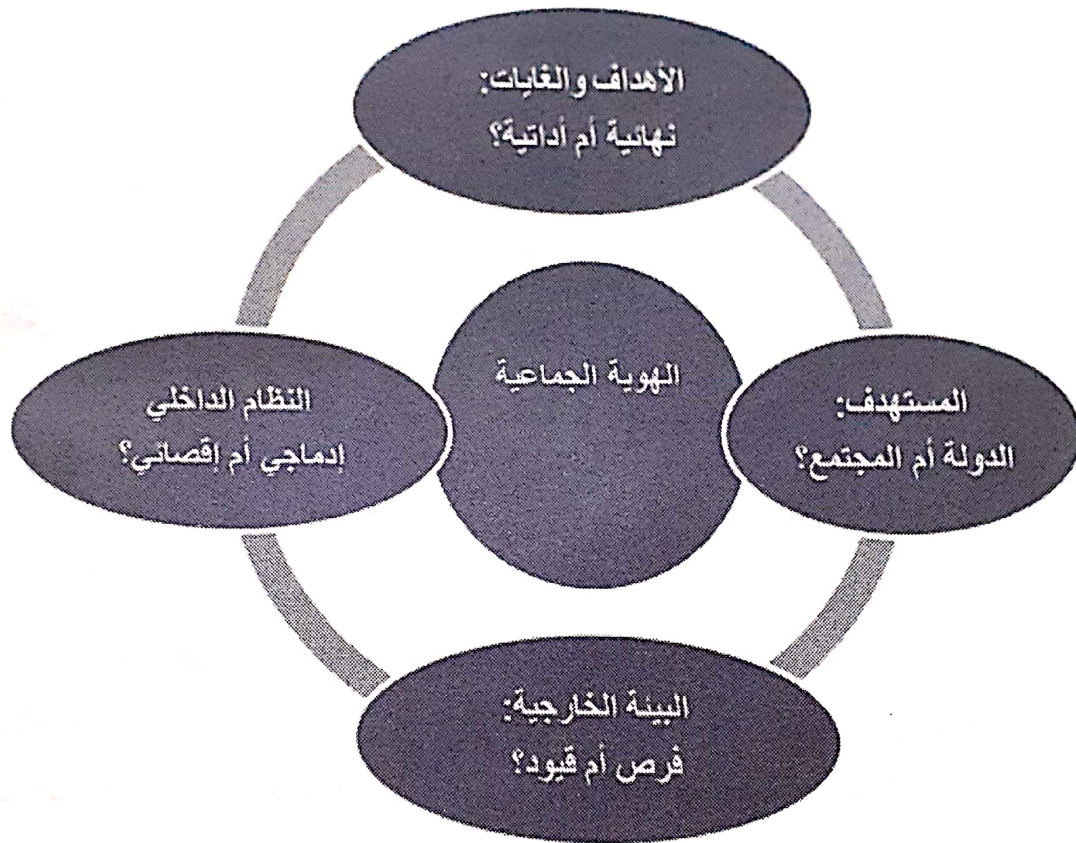 الأهداف والغايات:
نهائية أم أداتية؟
الهوية الجماعية
المستهدف:
الدولة أم المجتمع؟
النظام الداخلي
إدماجي أم إقصائي؟
البيئة الخارجية:
فرص أم قيود؟